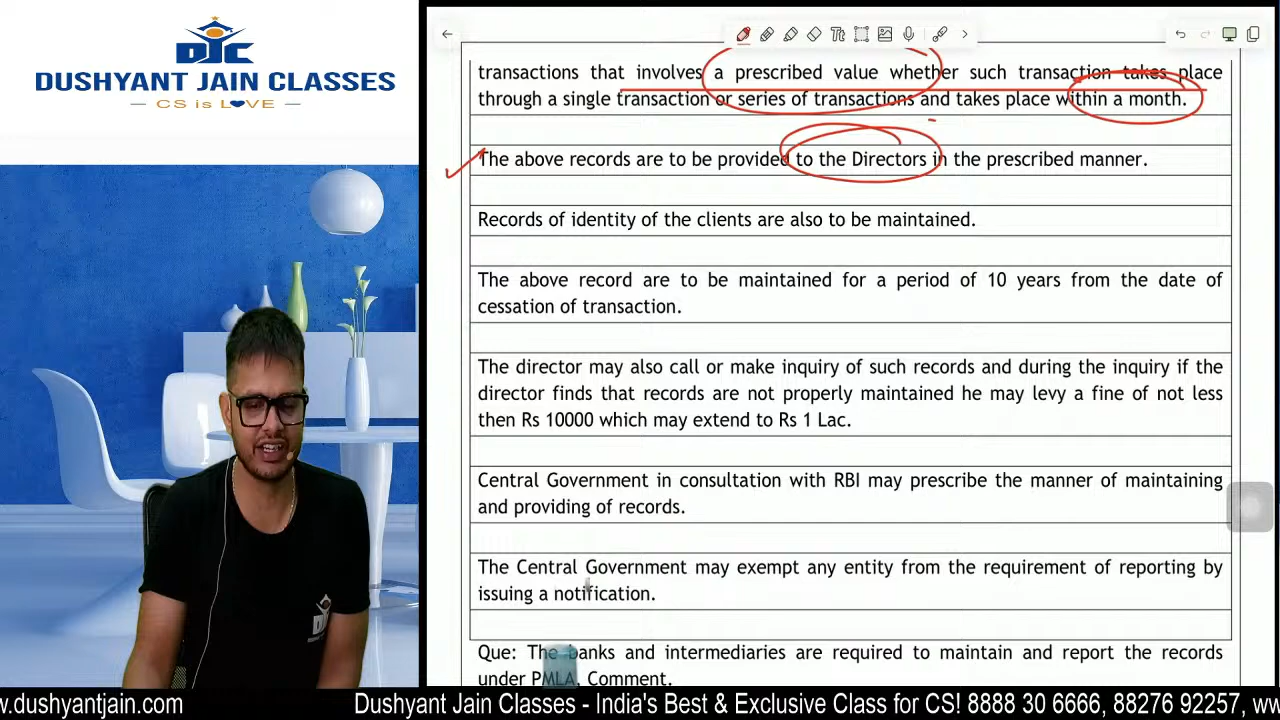 DJC
DUSHYANT JAIN CLASSES
— CS is LOVE —
transactions that involves a prescribed value whether such transaction takes place
through a single transaction or series of transactions and takes place within a month.
The above records are to be provided to the Directors in the prescribed manner.
Records of identity of the clients are also to be maintained.
The above record are to be maintained for a period of 10 years from the date of
cessation of transaction.
The director may also call or make inquiry of such records and during the inquiry if the
director finds that records are not properly maintained he may levy a fine of not less
then Rs 10000 which may extend to Rs 1 Lac.
Central Government in consultation with RBI may prescribe the manner of maintaining
and providing of records.
The Central Government may exempt any entity from the requirement of reporting by
issuing a notification.
Que: The banks and intermediaries are required to maintain and report the records
under PMLA. Comment.
w.dushyantjain.com Dushyant Jain Classes - India's Best & Exclusive Class for CS! 8888 30 6666, 88276 92257, ww